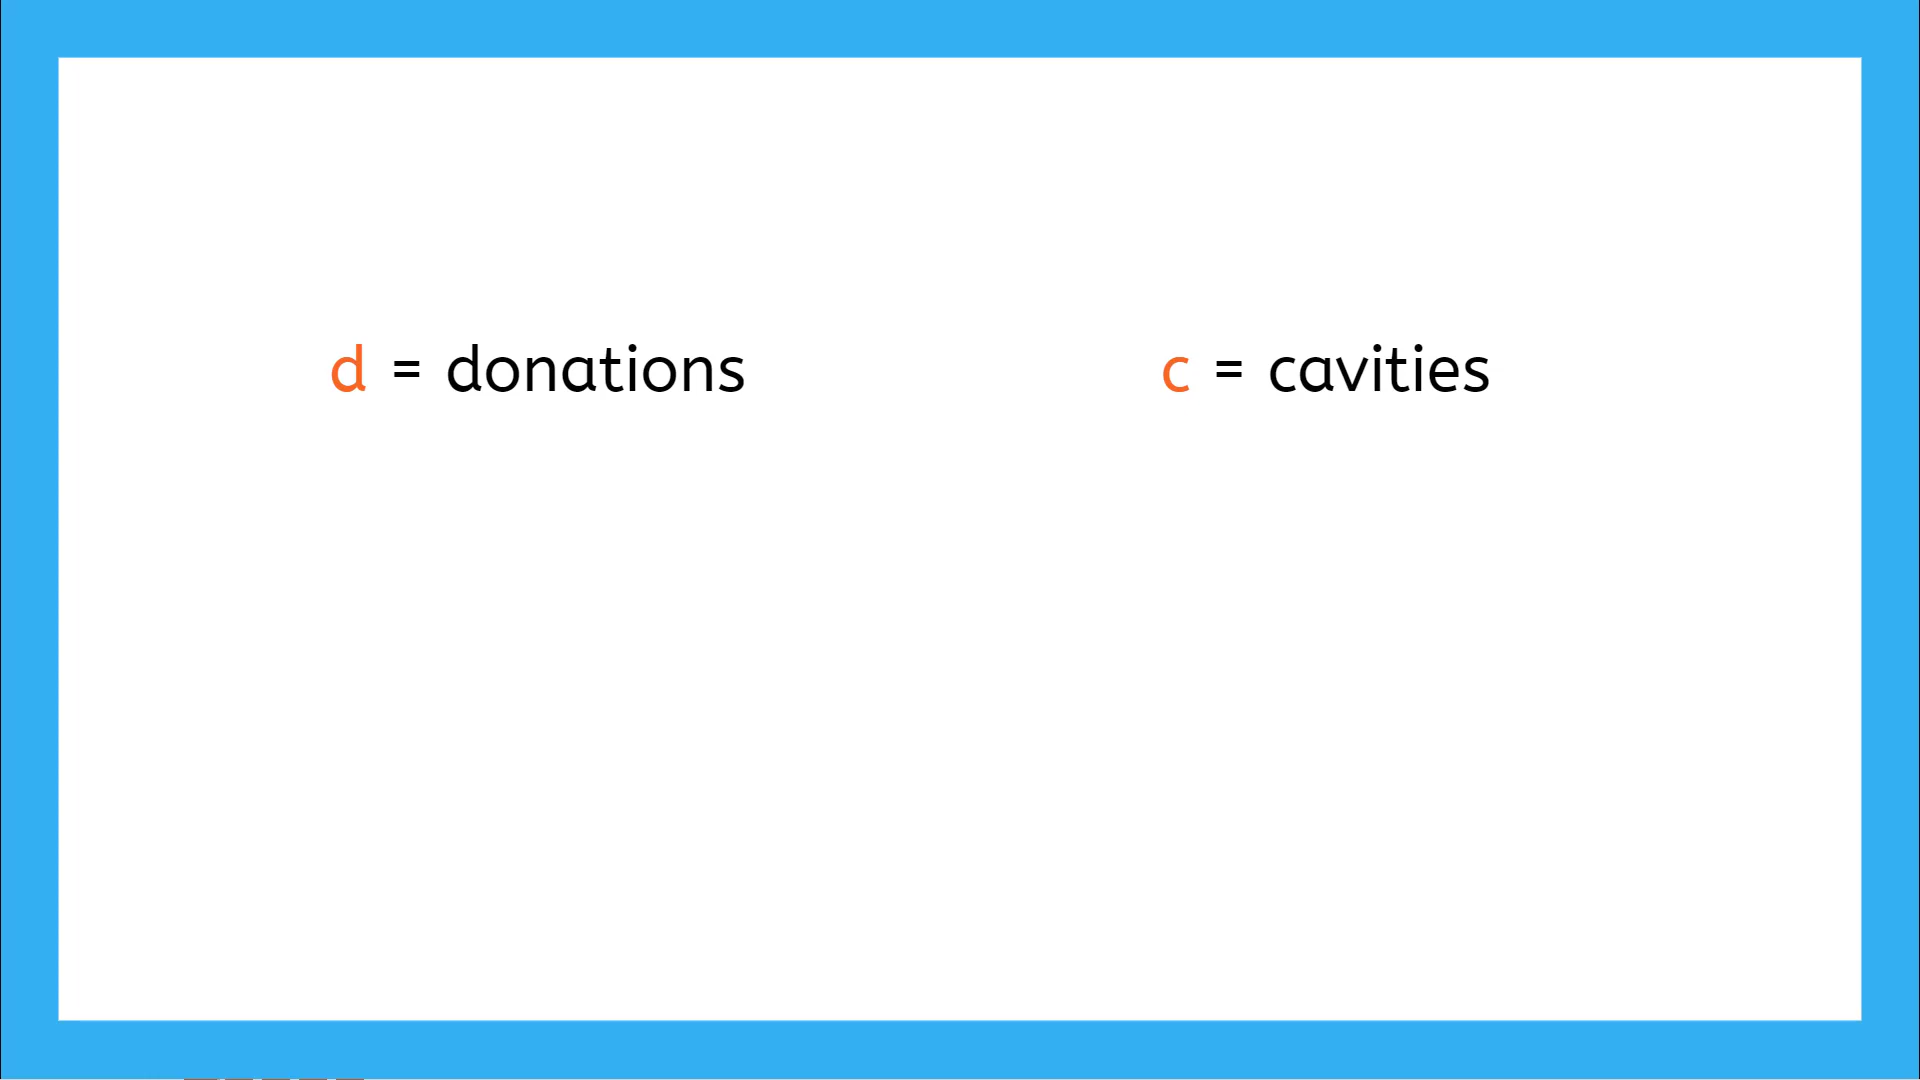 d = donations
c = cavities